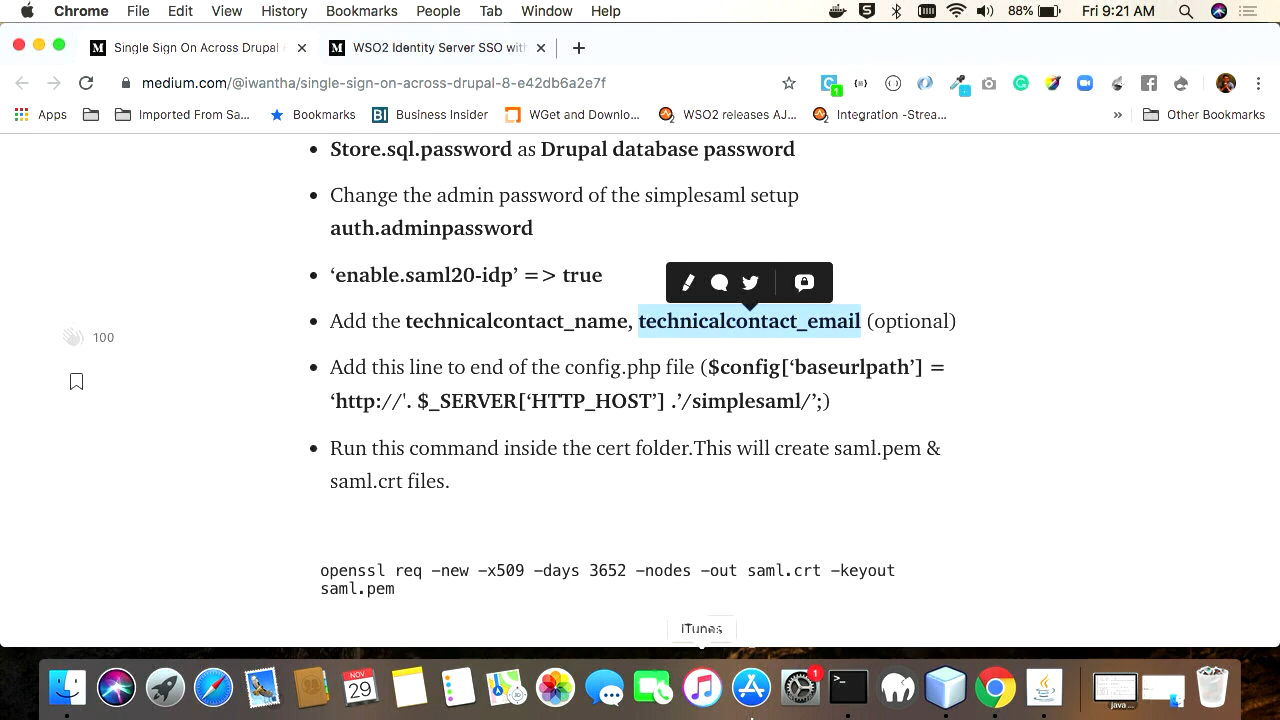 Chrome File Edit View History Bookmarks People Tab Window Help 88% Fri 9:21 AM
Single Sign On Across Drupal WSO2 Identity Server SSO with
medium.com/@iwantha/single-sign-on-across-drupal-8-e42db6a2e7f
Apps Imported From Sa... Bookmarks BI Business Insider WGet and Downlo... WSO2 releases AJ... Integration -Strea... » Other Bookmarks
• Store.sql.password as Drupal database password
• Change the admin password of the simplesaml setup
auth.adminpassword
• ‘enable.saml20-idp’ => true
• Add the technicalcontact_name, technicalcontact_email (optional)
100
• Add this line to end of the config.php file ($config[‘baseurlpath’] =
‘http://'. $_SERVER[‘HTTP_HOST’] .’/simplesaml/’;)
• Run this command inside the cert folder.This will create saml.pem &
saml.crt files.
openssl req -new -x509 -days 3652 -nodes -out saml.crt -keyout
saml.pem
iTunes
NOV
29
1
java ...